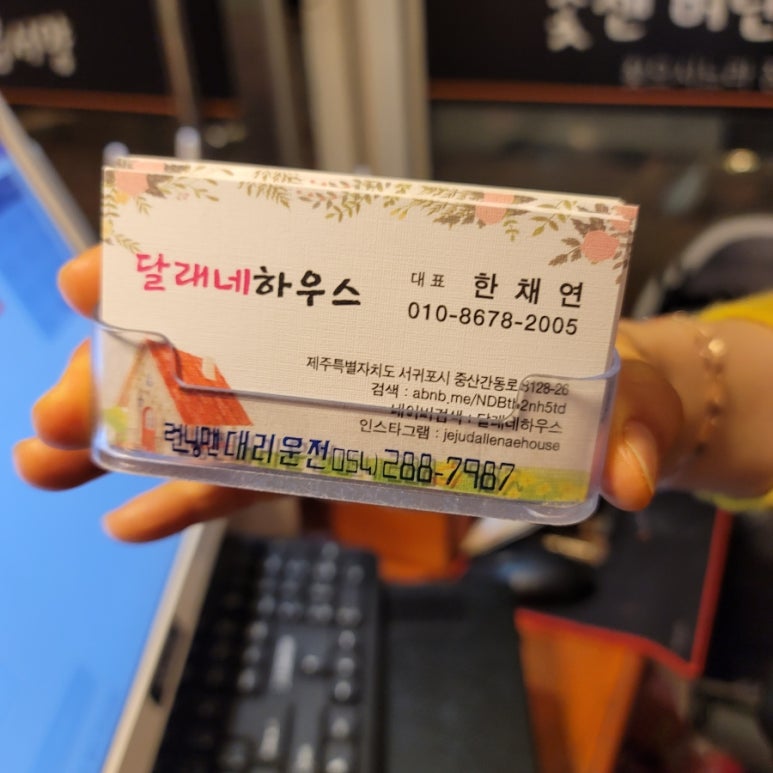 달래네하우스
대표 한채연
010-8678-2005
제주특별자치도 서귀포시 중산간동로 8128-26
검색 : abnb.me/NDBtl2nh5td
네이버검색 : 달래네하우스
인스타그램 : jejudallenaehouse
런닝맨대리운전 054) 288-7987